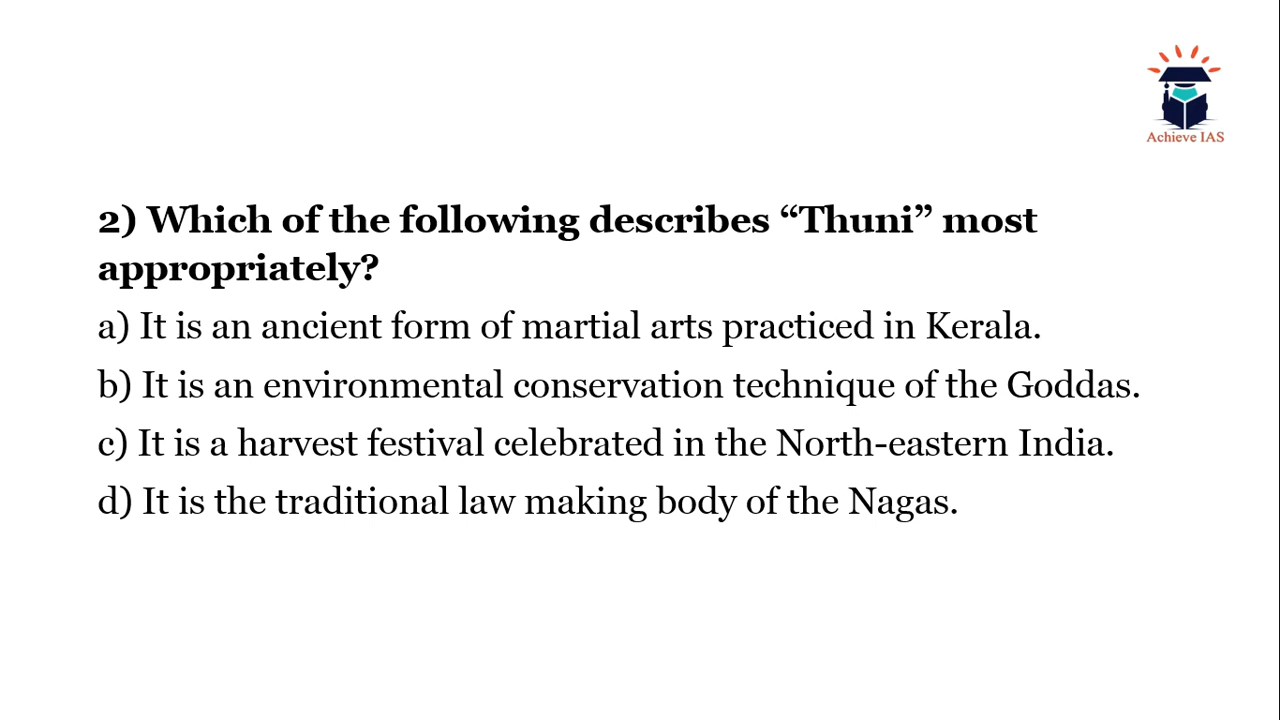 Achieve IAS
2) Which of the following describes “Thuni” most
appropriately?
a) It is an ancient form of martial arts practiced in Kerala.
b) It is an environmental conservation technique of the Goddas.
c) It is a harvest festival celebrated in the North-eastern India.
d) It is the traditional law making body of the Nagas.